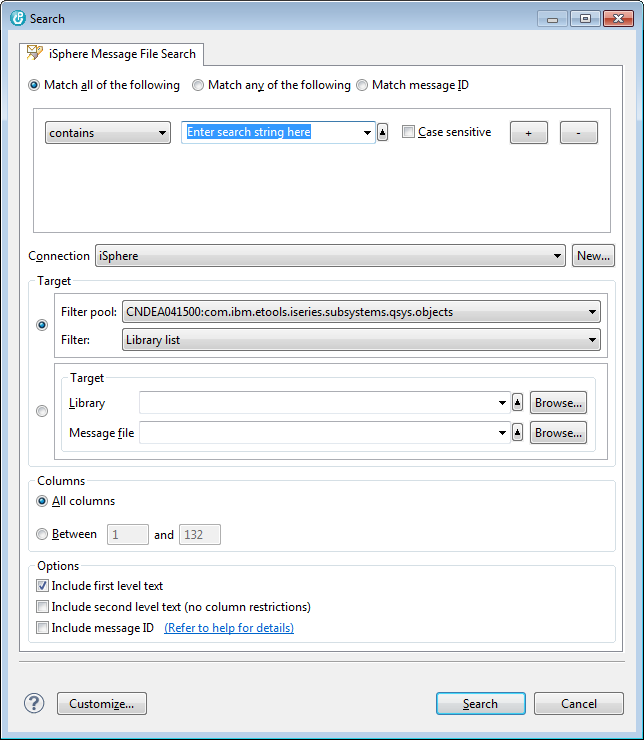 Search
iSphere Message File Search
Match all of the following Match any of the following Match message ID
contains Enter search string here Case sensitive + -
Connection iSphere New...
Target
Filter pool: CNDEA041500:com.ibm.etools.iseries.subsystems.qsys.objects
Filter: Library list
Target
Library Browse...
Message file Browse...
Columns
All columns
Between 1 and 132
Options
Include first level text
Include second level text (no column restrictions)
Include message ID (Refer to help for details)
? Customize... Search Cancel